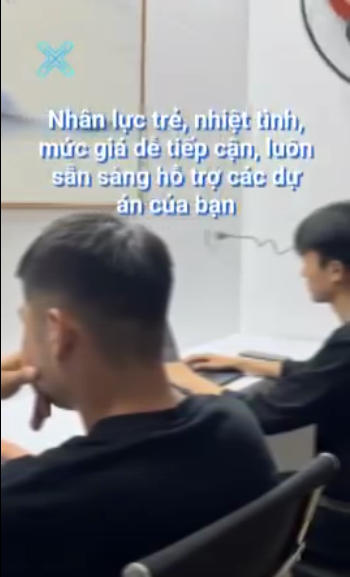 Nhân lực trẻ, nhiệt tình,
mức giá dễ tiếp cận, luôn
sẵn sàng hỗ trợ các dự
án của bạn